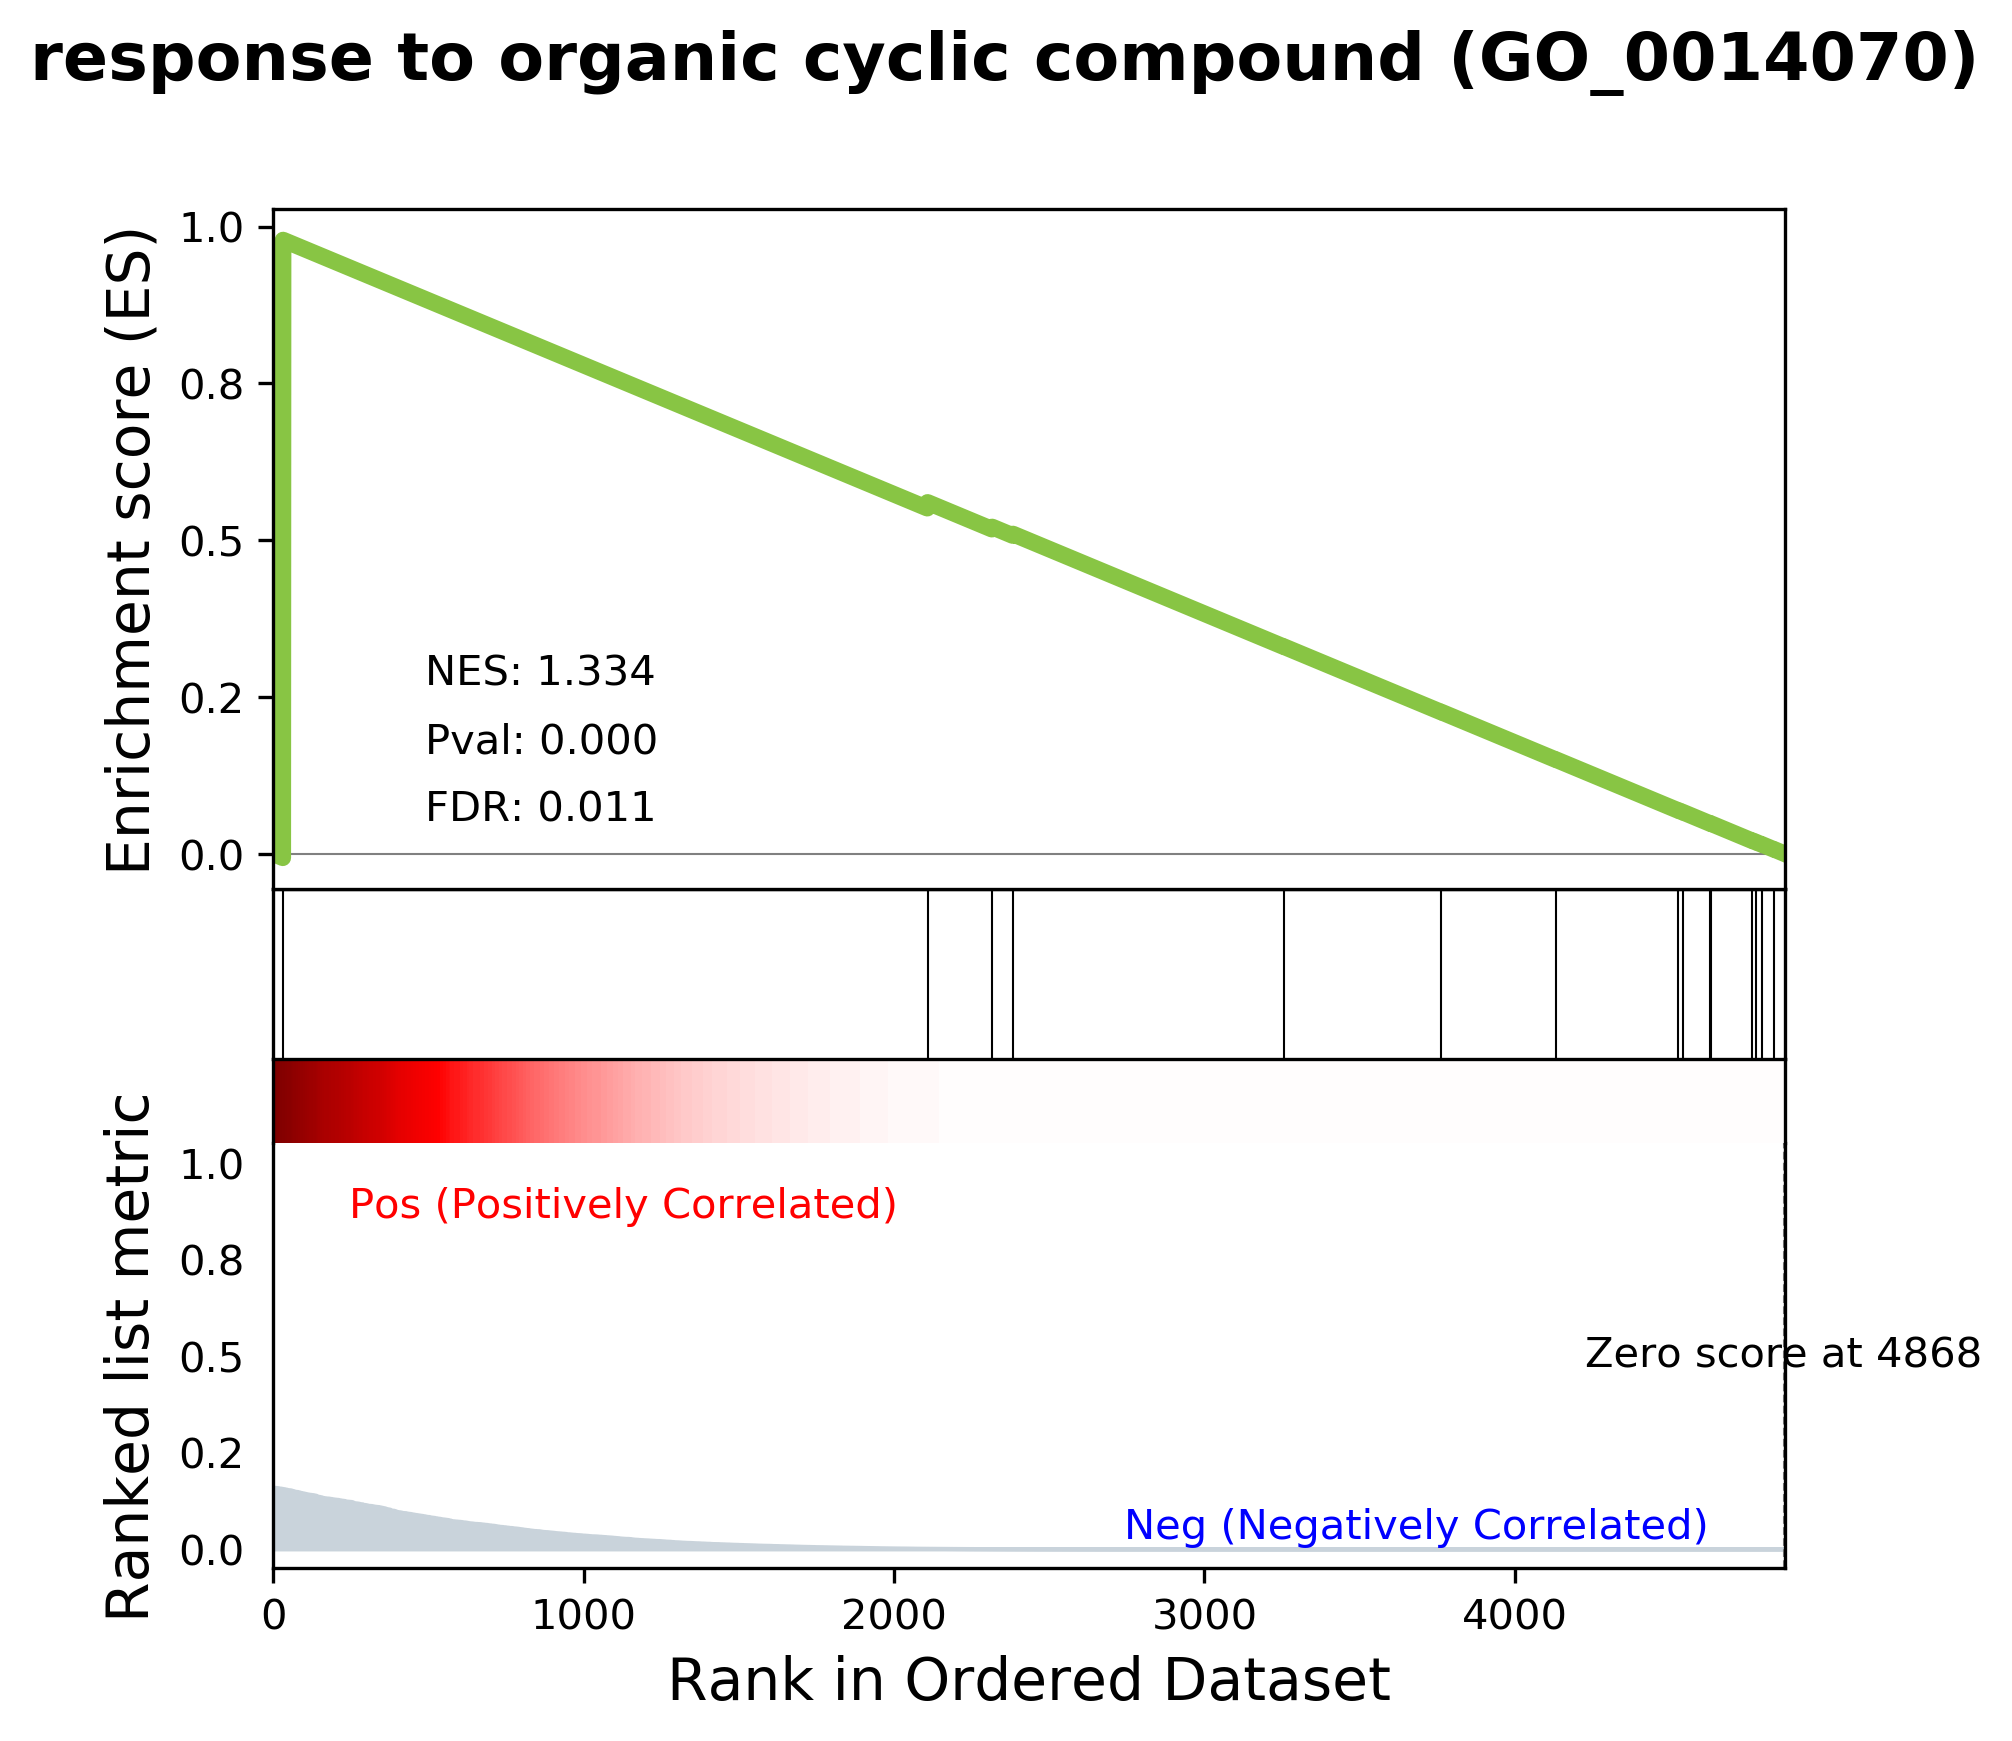 response to organic cyclic compound (GO_0014070)
Enrichment score (ES)
1.0
0.8
0.5
0.2
0.0
NES: 1.334
Pval: 0.000
FDR: 0.011
Ranked list metric
1.0
0.8
0.5
0.2
0.0
Pos (Positively Correlated)
Zero score at 4868
Neg (Negatively Correlated)
0 1000 2000 3000 4000
Rank in Ordered Dataset